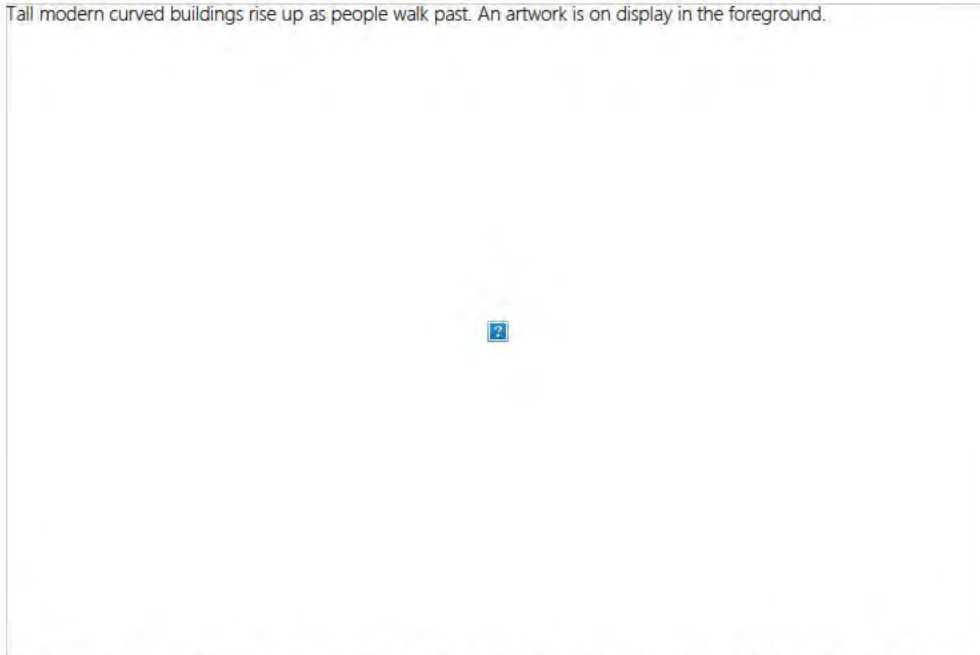 Tall modern curved buildings rise up as people walk past. An artwork is on display in the foreground.